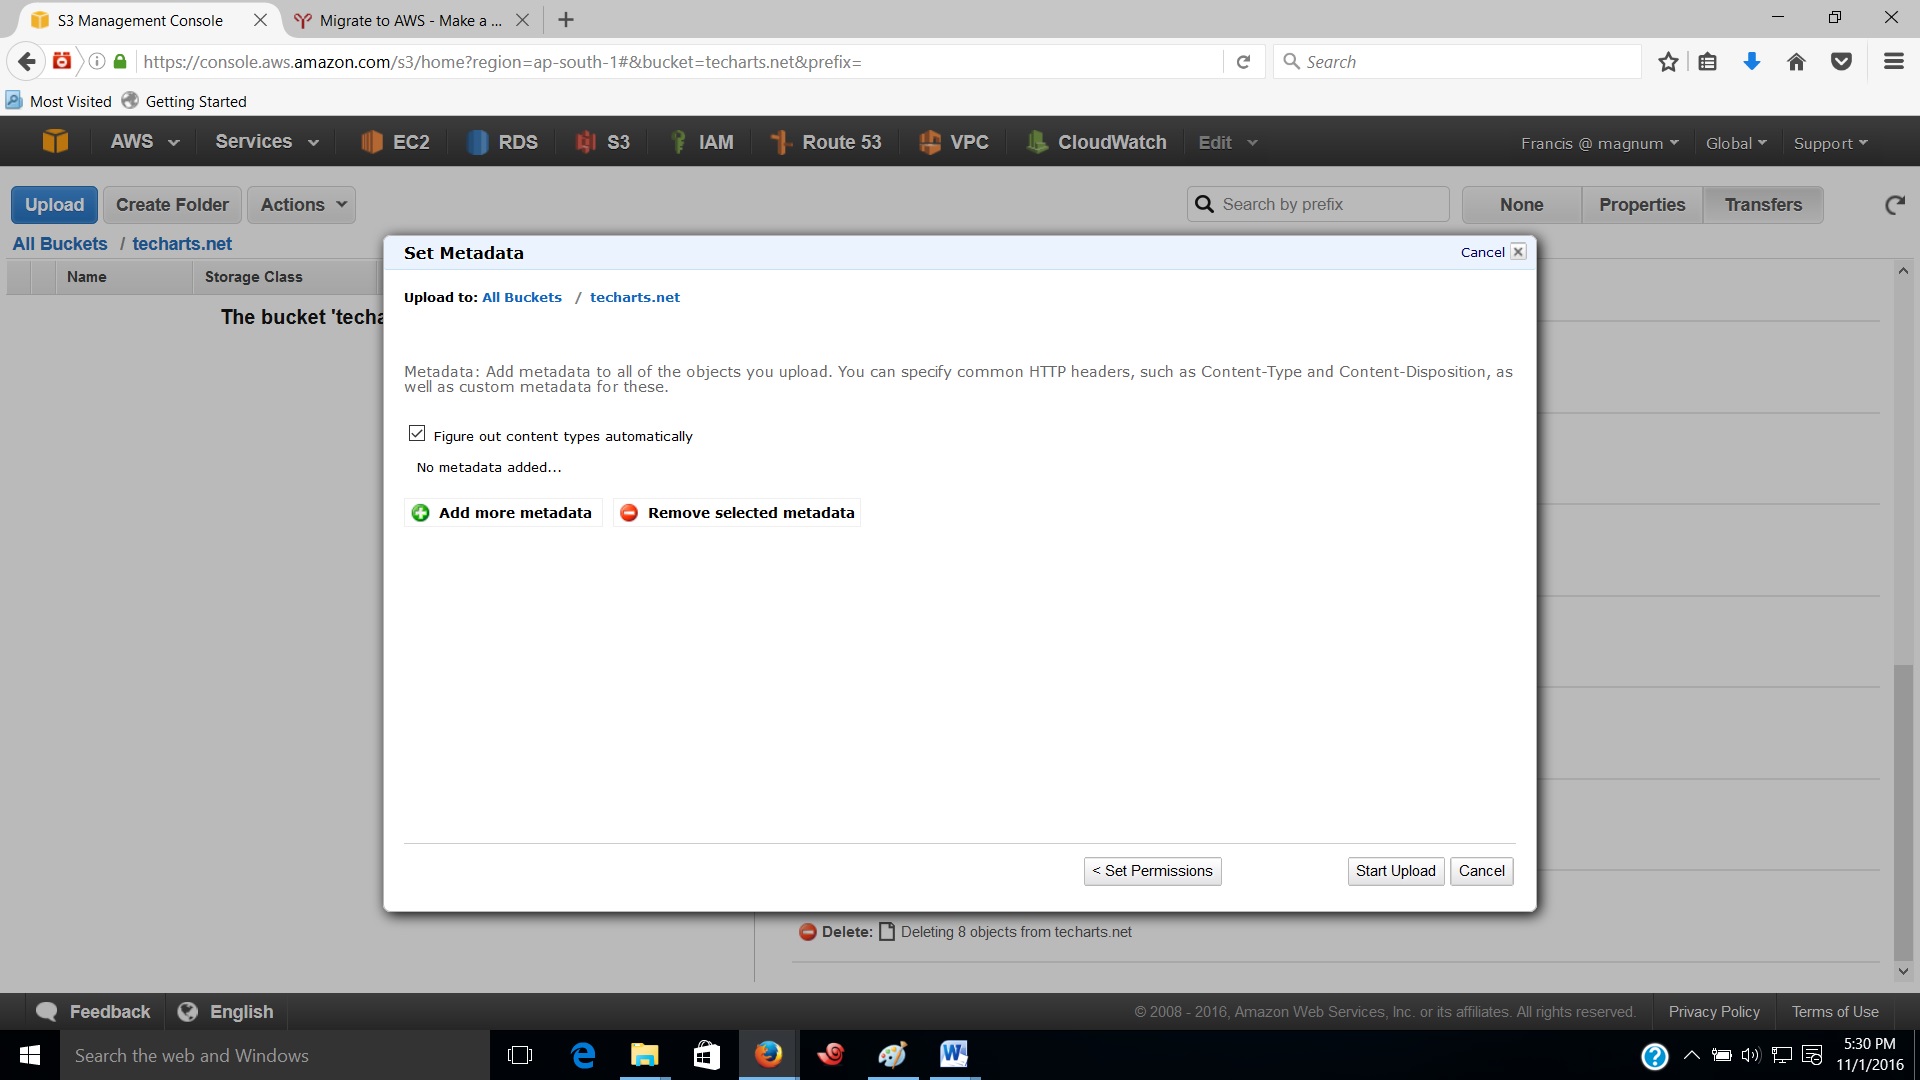 S3 Management Console
Migrate to AWS - Make a ...
https://console.aws.amazon.com/s3/home?region=ap-south-1#&bucket=techarts.net&prefix=
Search
Most Visited
Getting Started
AWS
Services
EC2
RDS
S3
IAM
Route 53
VPC
CloudWatch
Edit
Francis @ magnum
Global
Support
Upload
Create Folder
Actions
Search by prefix
None
Properties
Transfers
All Buckets / techarts.net
Name
Storage Class
The bucket 'techa
Set Metadata
Cancel
Upload to: All Buckets / techarts.net
Metadata: Add metadata to all of the objects you upload. You can specify common HTTP headers, such as Content-Type and Content-Disposition, as
well as custom metadata for these.
Figure out content types automatically
No metadata added...
Add more metadata
Remove selected metadata
< Set Permissions
Start Upload
Cancel
Delete: Deleting 8 objects from techarts.net
Feedback
English
© 2008 - 2016, Amazon Web Services, Inc. or its affiliates. All rights reserved.
Privacy Policy
Terms of Use
Search the web and Windows
5:30 PM
11/1/2016